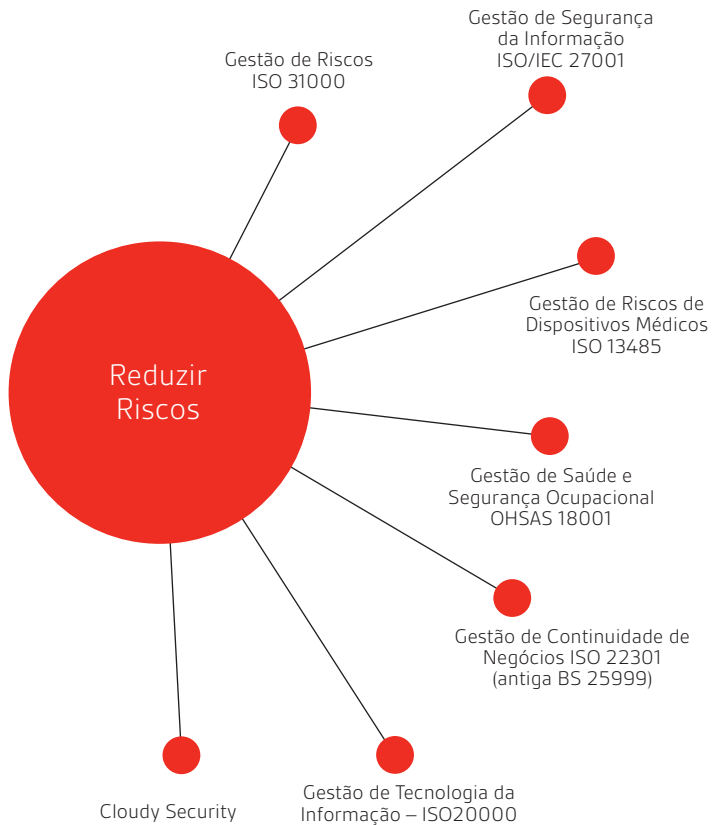 Gestão de Segurança
da Informação
ISO/IEC 27001
Gestão de Riscos
ISO 31000
Gestão de Riscos de
Dispositivos Médicos
ISO 13485
Reduzir
Riscos
Gestão de Saúde e
Segurança Ocupacional
OHSAS 18001
Gestão de Continuidade de
Negócios ISO 22301
(antiga BS 25999)
Gestão de Tecnologia da
Informação – ISO20000
Cloudy Security